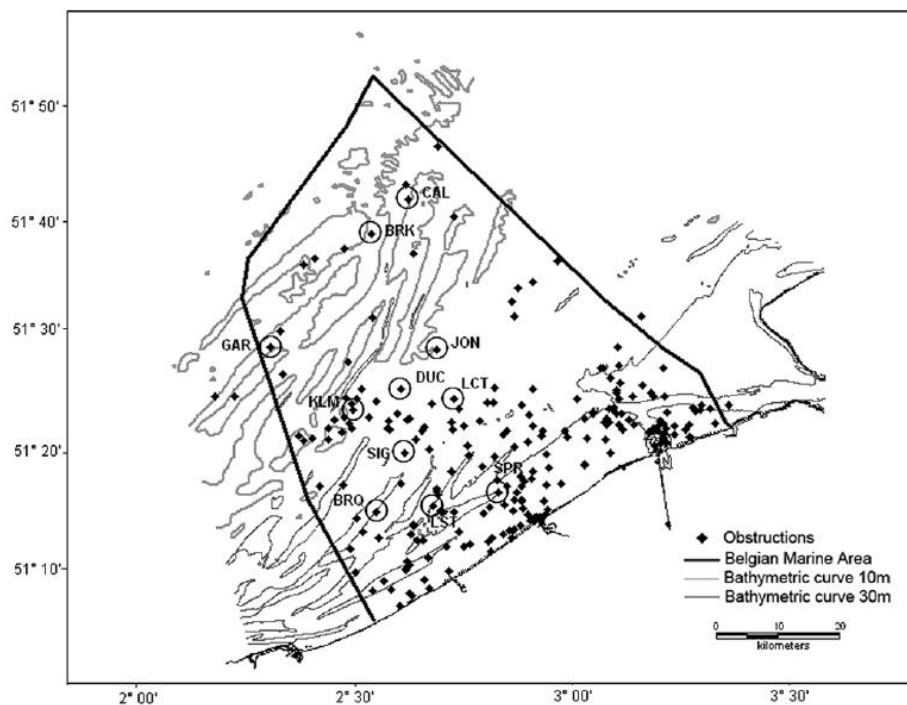 51° 50'
CAL
51° 40'
BRK
51° 30'
GAR
JON
DUC
LCT
KLM
51° 20'
SIG
SPR
BRQ
LST
51° 10'
Obstructions
Belgian Marine Area
Bathymetric curve 10m
Bathymetric curve 30m
0 10 20
kilometers
2° 00'
2° 30'
3° 00'
3° 30'